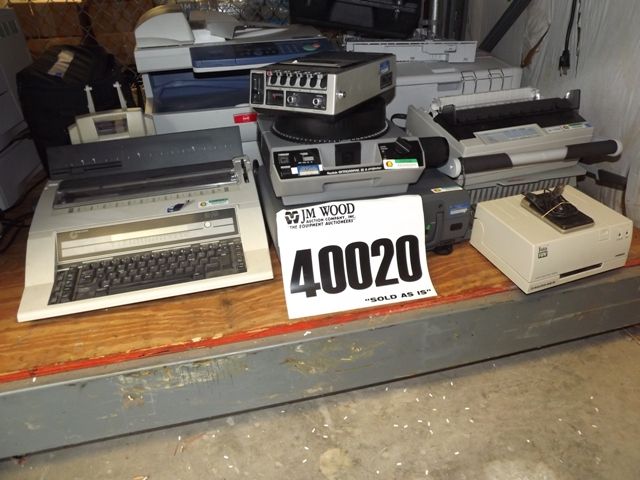 JM WOOD
AUCTION COMPANY, INC.
THE EQUIPMENT AUCTIONEERS
40020
"SOLD AS IS"